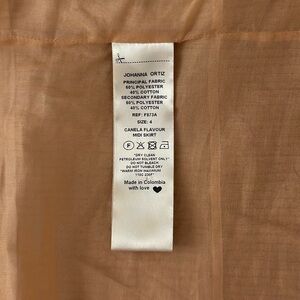 JOHANNA ORTIZ
PRINCIPAL FABRIC
60% POLYESTER
40% COTTON
SECONDARY FABRIC
60% POLYESTER
40% COTTON
REF: F873A
SIZE: 4
CANELA FLAVOUR
MIDI SKIRT
P
"DRY CLEAN
PETROLEUM SOLVENT ONLY"
DO NOT BLEACH
DO NOT TUMBLE DRY
"WARM IRON MAXIMUM
110C 230F"
Made in Colombia
with love